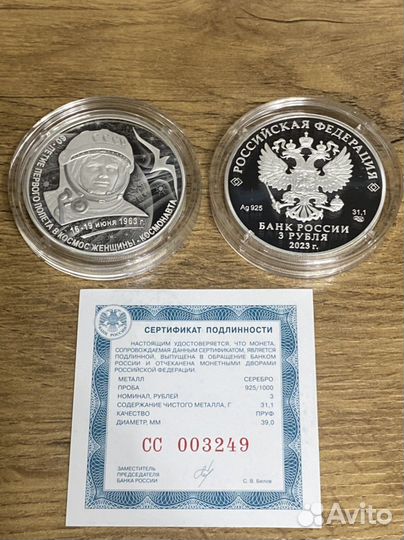 60-ЛЕТИЕ ПЕРВОГО ПОЛЕТА В КОСМОС ЖЕНЩИНЫ - КОСМОНАВТА
СССР
16-19 июня 1963 г.
РОССИЙСКАЯ ФЕДЕРАЦИЯ
Ag 925
31,1
БАНК РОССИИ
3 РУБЛЯ
2023 г.
СЕРТИФИКАТ ПОДЛИННОСТИ
НАСТОЯЩИМ УДОСТОВЕРЯЕТСЯ, ЧТО МОНЕТА,
СОПРОВОЖДАЕМАЯ ДАННЫМ СЕРТИФИКАТОМ, ЯВЛЯЕТСЯ
ПОДЛИННОЙ, ВЫПУЩЕНА В ОБРАЩЕНИЕ БАНКОМ
РОССИИ И ОТЧЕКАНЕНА МОНЕТНЫМИ ДВОРАМИ
РОССИЙСКОЙ ФЕДЕРАЦИИ.
МЕТАЛЛ СЕРЕБРО
ПРОБА 925/1000
НОМИНАЛ, РУБЛЕЙ 3
СОДЕРЖАНИЕ ЧИСТОГО МЕТАЛЛА, Г 31,1
КАЧЕСТВО ПРУФ
ДИАМЕТР, ММ 39,0
СС 003249
ЗАМЕСТИТЕЛЬ
ПРЕДСЕДАТЕЛЯ
БАНКА РОССИИ
С. В. Белов
Avito